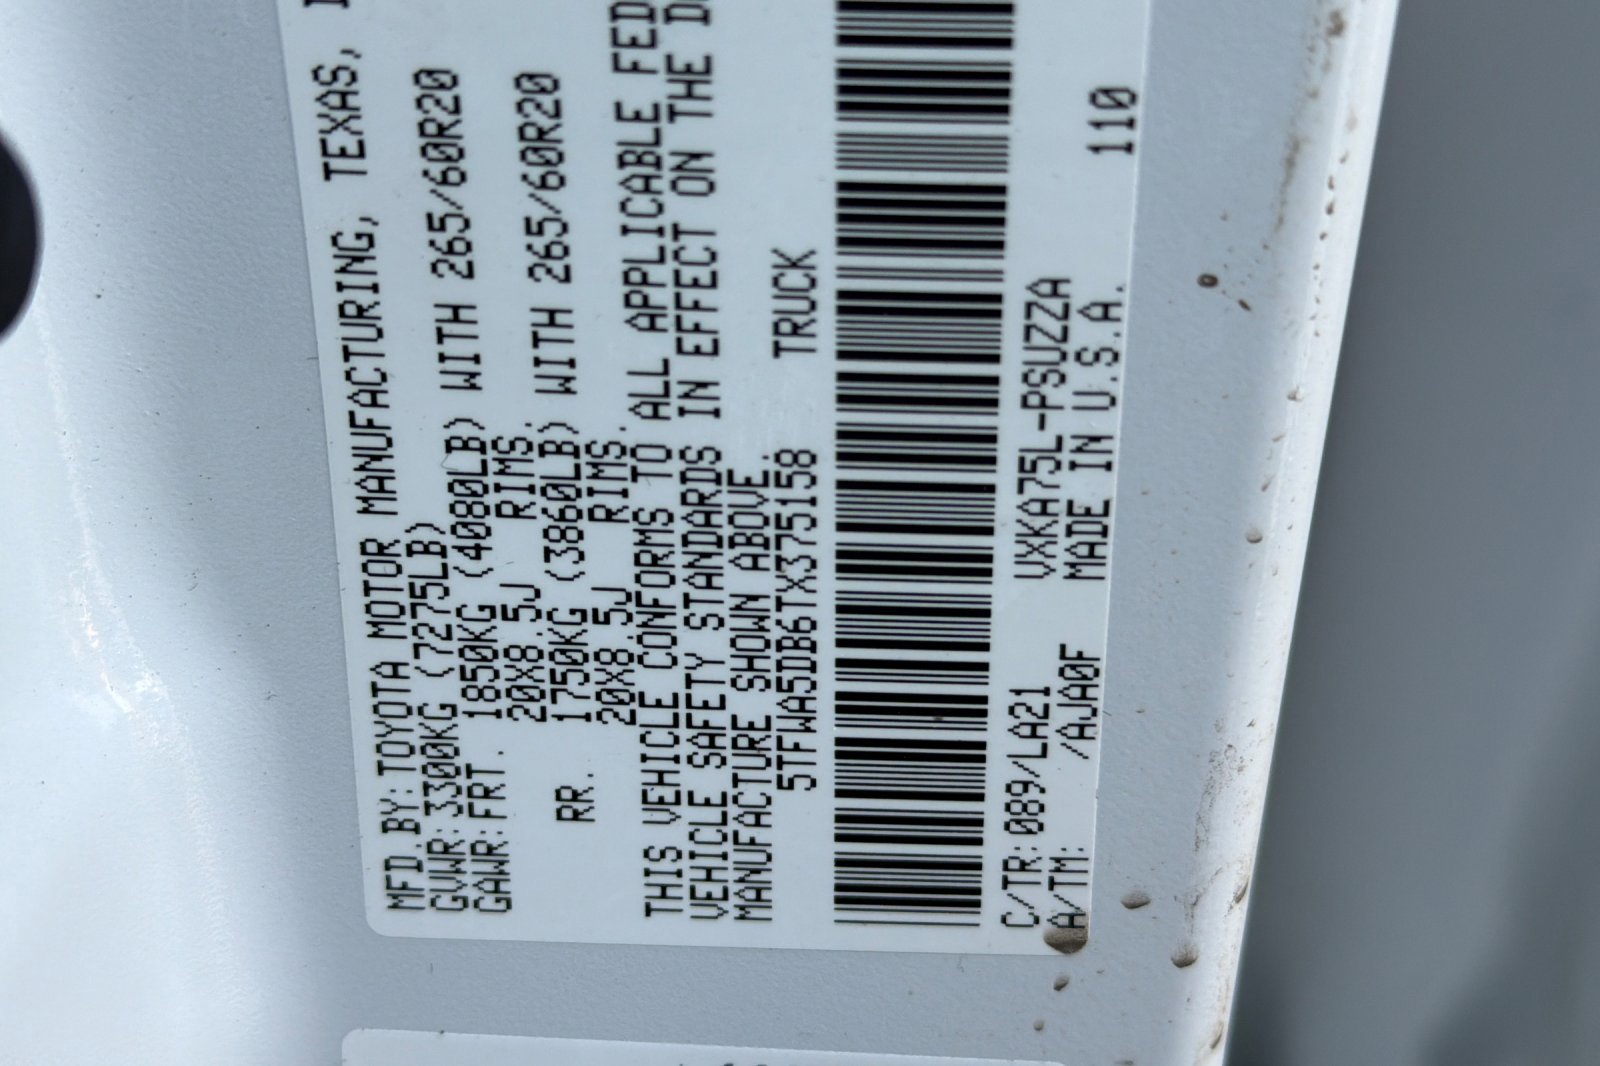 MFD.BY:TOYOTA MOTOR MANUFACTURING, TEXAS,
GVWR:3300KG (7275LB)
GAWR:FRT. 1850KG (4080LB) WITH 265/60R20
20X8.5J RIMS.
RR. 1750KG (3860LB) WITH 265/60R20
20X8.5J RIMS.
THIS VEHICLE CONFORMS TO ALL APPLICABLE FED
VEHICLE SAFETY STANDARDS IN EFFECT ON THE D
MANUFACTURE SHOWN ABOVE.
5TFWA5DB6TX375158 TRUCK
C/TR:089/LA21 VXKA75L-PSUZZA 110
A/TM: /AJA0F MADE IN U.S.A.